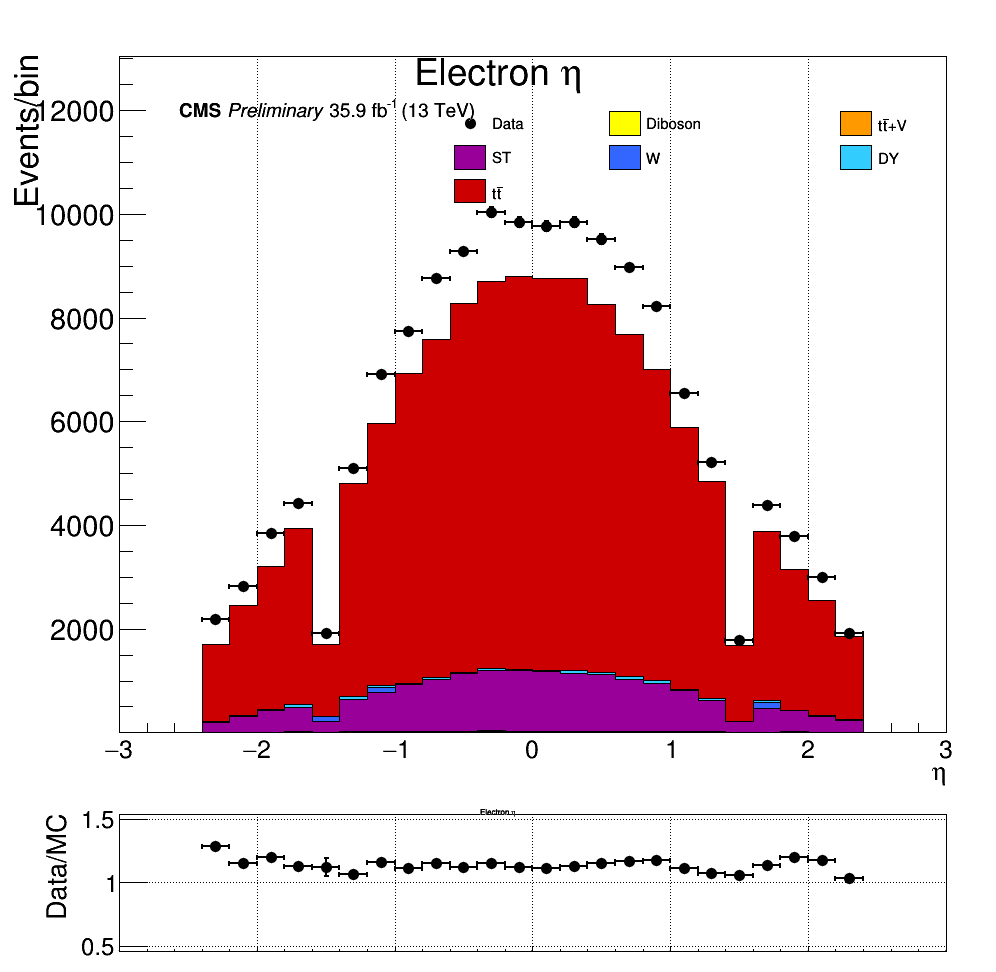 Electron η
Events/bin
CMS Preliminary 35.9 fb⁻¹ (13 TeV)
Data
Diboson
tt̄+V
ST
W
DY
tt̄
12000
10000
8000
6000
4000
2000
−3 −2 −1 0 1 2 3
η
Electron η
Data/MC
1.5
1
0.5